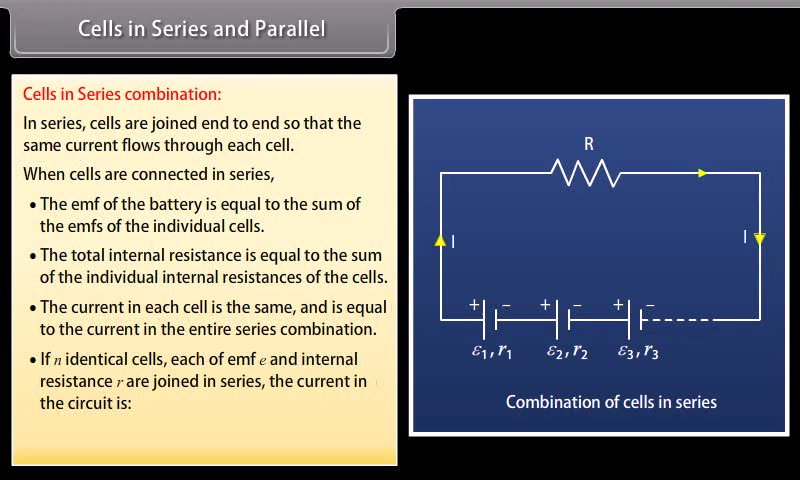 Cells in Series and Parallel
Cells in Series combination:
In series, cells are joined end to end so that the
same current flows through each cell.
When cells are connected in series,
• The emf of the battery is equal to the sum of
the emfs of the individual cells.
• The total internal resistance is equal to the sum
of the individual internal resistances of the cells.
• The current in each cell is the same, and is equal
to the current in the entire series combination.
• If n identical cells, each of emf e and internal
resistance r are joined in series, the current in
the circuit is:
R
I
I
+ − + − + −
ε₁, r₁ ε₂, r₂ ε₃, r₃
Combination of cells in series